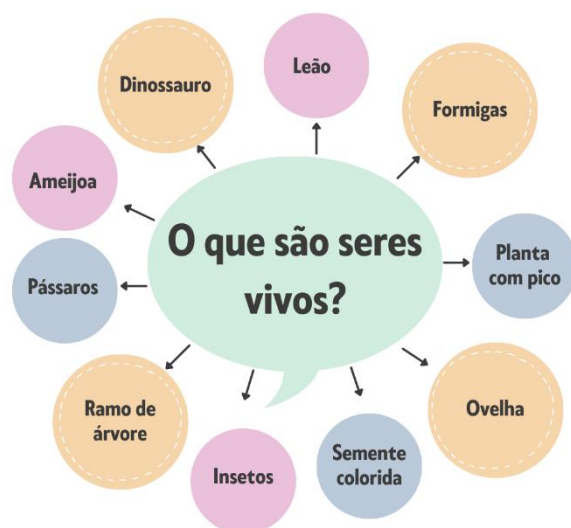 Leão
Dinossauro
Formigas
Ameijoa
O que são seres
vivos?
Planta
com pico
Pássaros
Ramo de
árvore
Ovelha
Semente
colorida
Insetos